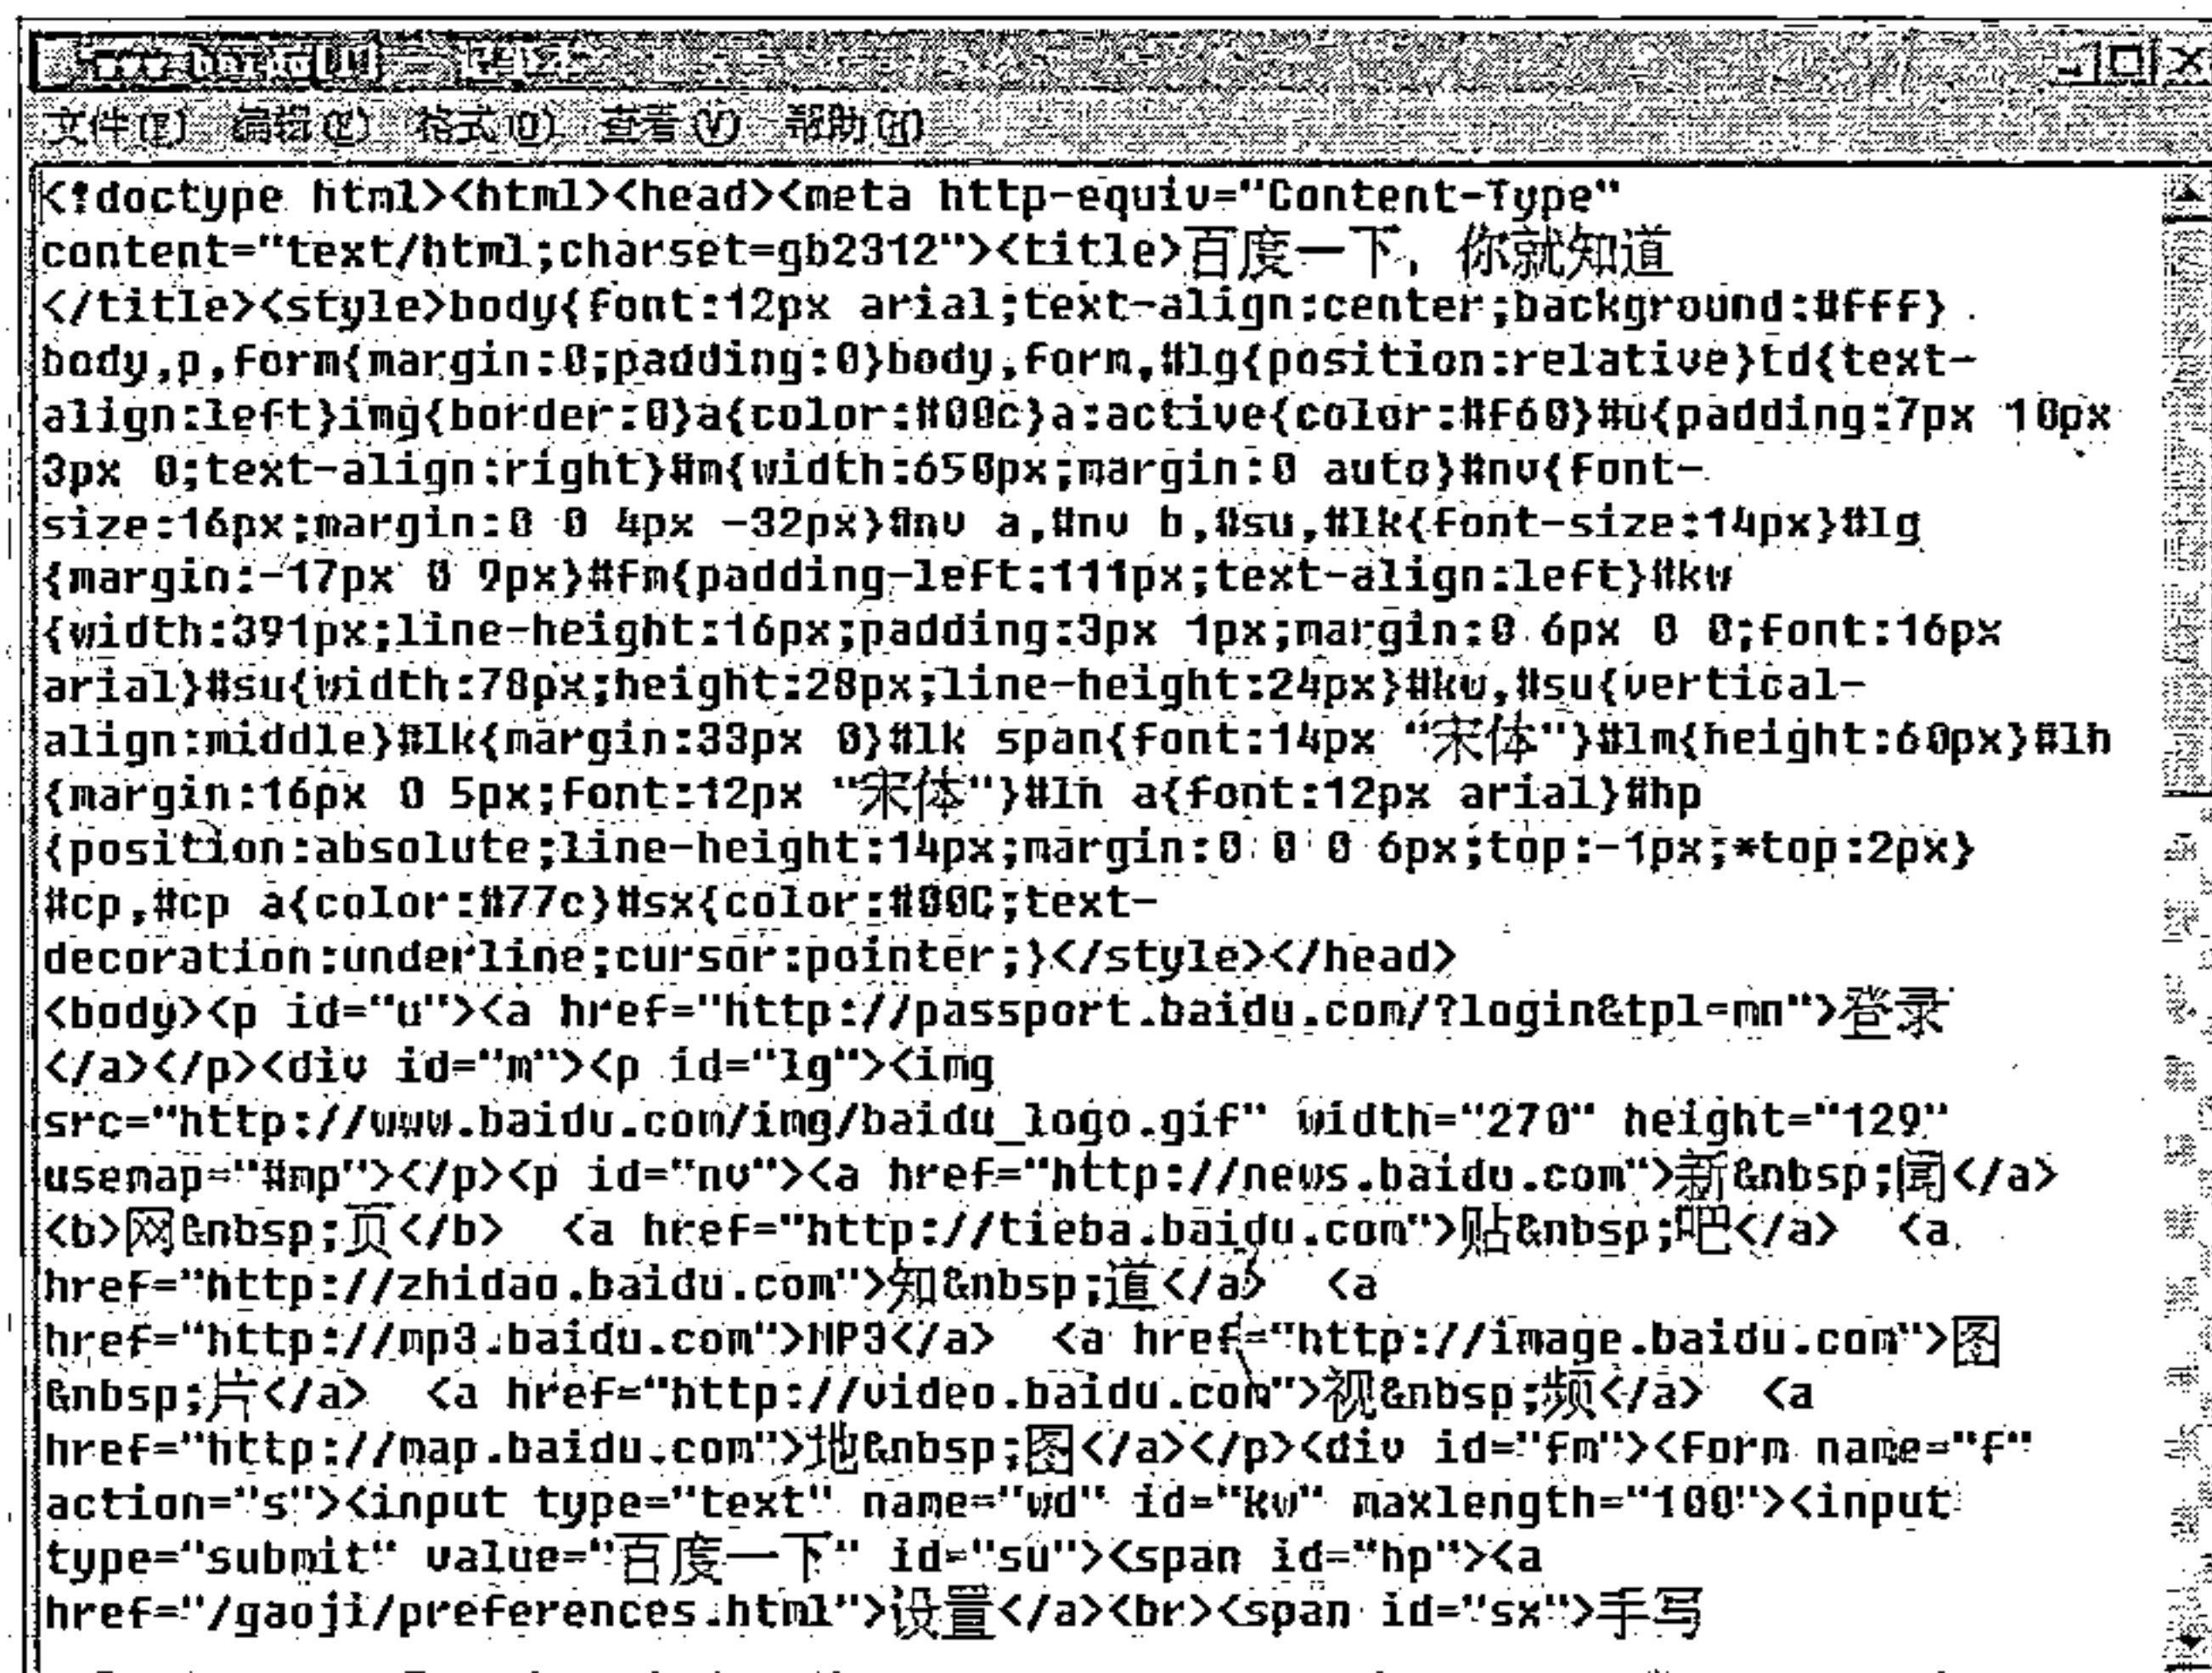 www.baidu[1] — 记事本
文件(F) 编辑(E) 格式(O) 查看(V) 帮助(H)
<!doctype html><html><head><meta http-equiv="Content-Type"
content="text/html;charset=gb2312"><title>百度一下，你就知道
</title><style>body{font:12px arial;text-align:center;background:#fff}
body,p,form{margin:0;padding:0}body,form,#lg{position:relative}td{text-
align:left}img{border:0}a{color:#00c}a:active{color:#f60}#u{padding:7px 10px
3px 0;text-align:right}#m{width:650px;margin:0 auto}#nv{font-
size:16px;margin:0 0 4px -32px}#nv a,#nv b,#su,#lk{font-size:14px}#lg
{margin:-17px 0 9px}#fm{padding-left:111px;text-align:left}#kw
{width:391px;line-height:16px;padding:3px 1px;margin:0 6px 0 0;font:16px
arial}#su{width:78px;height:28px;line-height:24px}#kw,#su{vertical-
align:middle}#lk{margin:33px 0}#lk span{font:14px "宋体"}#lm{height:60px}#lh
{margin:16px 0 5px;font:12px "宋体"}#lh a{font:12px arial}#hp
{position:absolute;line-height:14px;margin:0 0 0 6px;top:-1px;*top:2px}
#cp,#cp a{color:#77c}#sx{color:#00C;text-
decoration:underline;cursor:pointer;}</style></head>
<body><p id="u"><a href="http://passport.baidu.com/?login&tpl=mn">登录
</a></p><div id="m"><p id="lg"><img
src="http://www.baidu.com/img/baidu_logo.gif" width="270" height="129"
usemap="#mp"></p><p id="nv"><a href="http://news.baidu.com">新&nbsp;闻</a>
<b>网&nbsp;页</b>  <a href="http://tieba.baidu.com">贴&nbsp;吧</a>  <a
href="http://zhidao.baidu.com">知&nbsp;道</a>  <a
href="http://mp3.baidu.com">MP3</a>  <a href="http://image.baidu.com">图
&nbsp;片</a>  <a href="http://video.baidu.com">视&nbsp;频</a>  <a
href="http://map.baidu.com">地&nbsp;图</a></p><div id="fm"><form name="f"
action="s"><input type="text" name="wd" id="kw" maxlength="100"><input
type="submit" value="百度一下" id="su"><span id="hp"><a
href="/gaoji/preferences.html">设置</a><br><span id="sx">手写